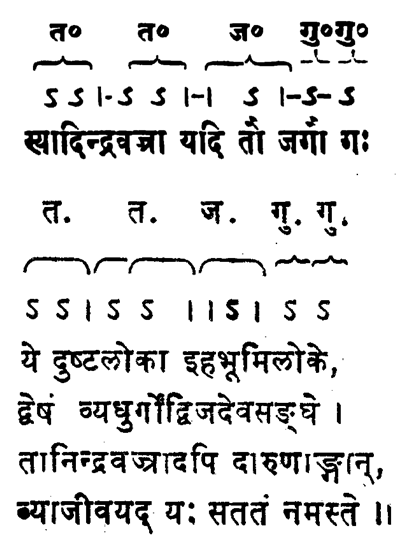 त० त० ज० गु०गु०
ऽ ऽ ।-ऽ ऽ ।-। ऽ ।-ऽ- ऽ
स्यादिन्द्रवज्रा यदि तौ जगौ गः
त. त. ज. गु. गु.
ऽ ऽ । ऽ ऽ । । ऽ । ऽ ऽ
ये दुष्टलोका इहभूमिलोके,
द्वेषं व्यधुर्गोद्विजदेवसङ्घे ।
तानिन्द्रवज्रादपि दारुणाङ्गान्,
व्याजीवयद् यः सततं नमस्ते ।।